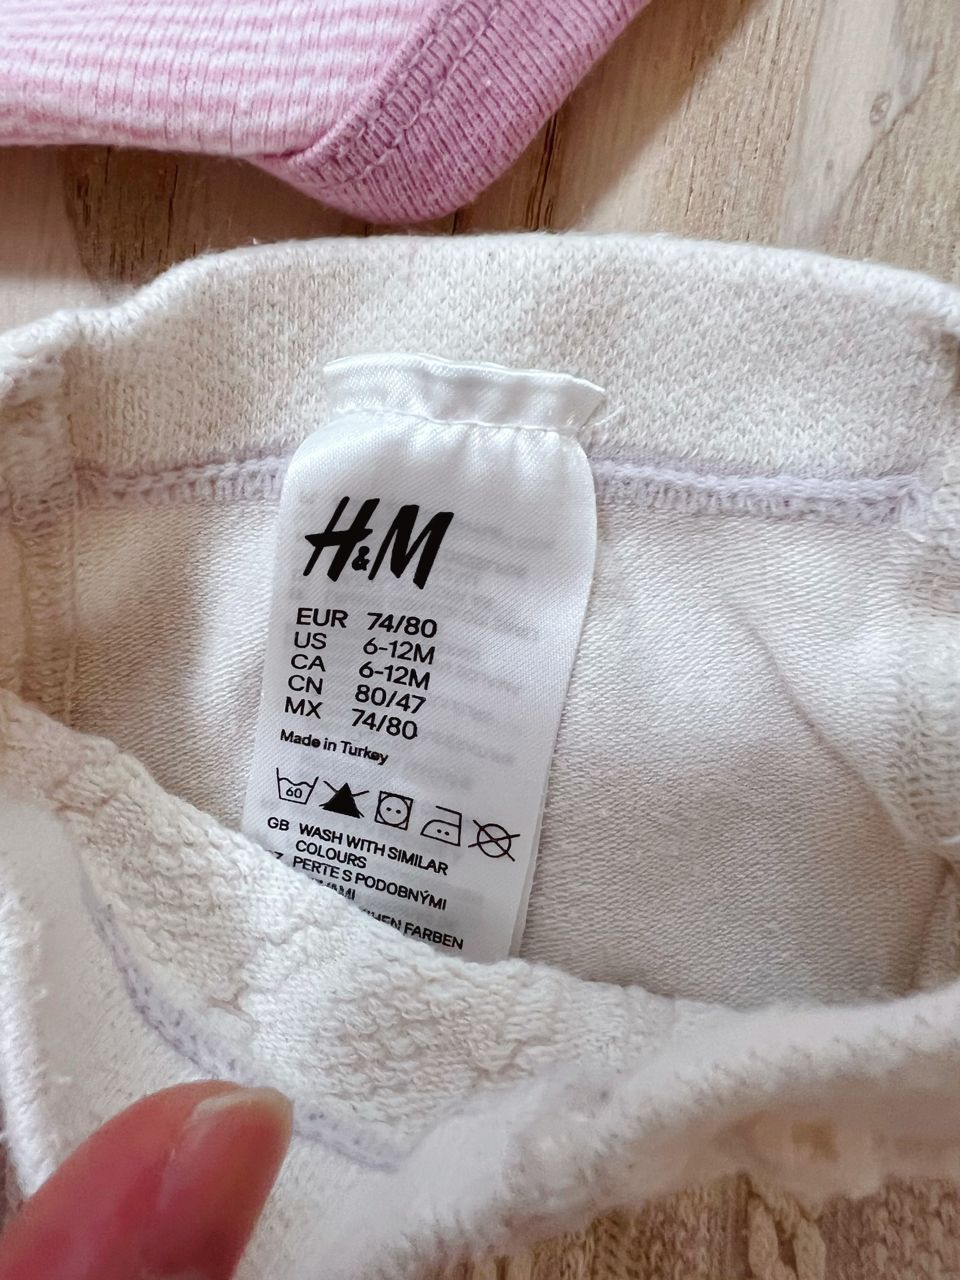 H&M
EUR 74/80
US 6-12M
CA 6-12M
CN 80/47
MX 74/80
Made in Turkey
60
GB WASH WITH SIMILAR
COLOURS
PERTE S PODOBNÝMI
FARBEN